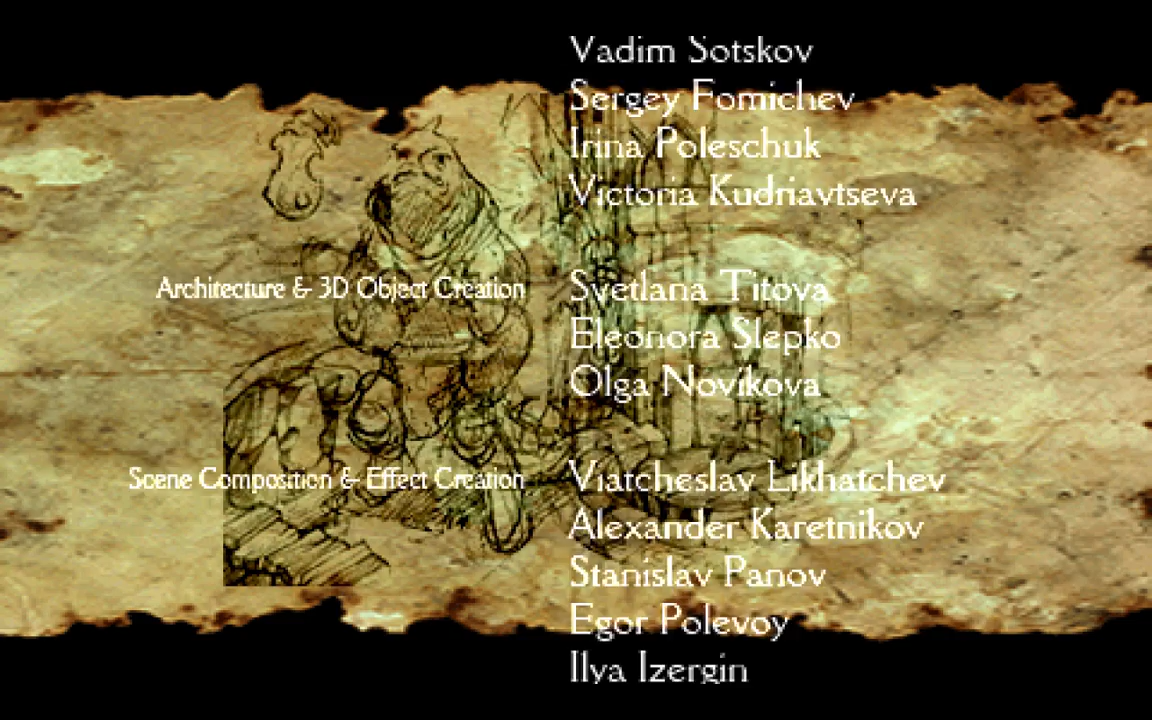 Vadim Sotskov
Sergey Fomichev
Irina Poleschuk
Victoria Kudriavtseva
Architecture & 3D Object Creation Svetlana Titova
Eleonora Slepko
Olga Novikova
Scene Composition & Effect Creation Viatcheslav Likhatchev
Alexander Karetnikov
Stanislav Panov
Egor Polevoy
Ilya Izergin